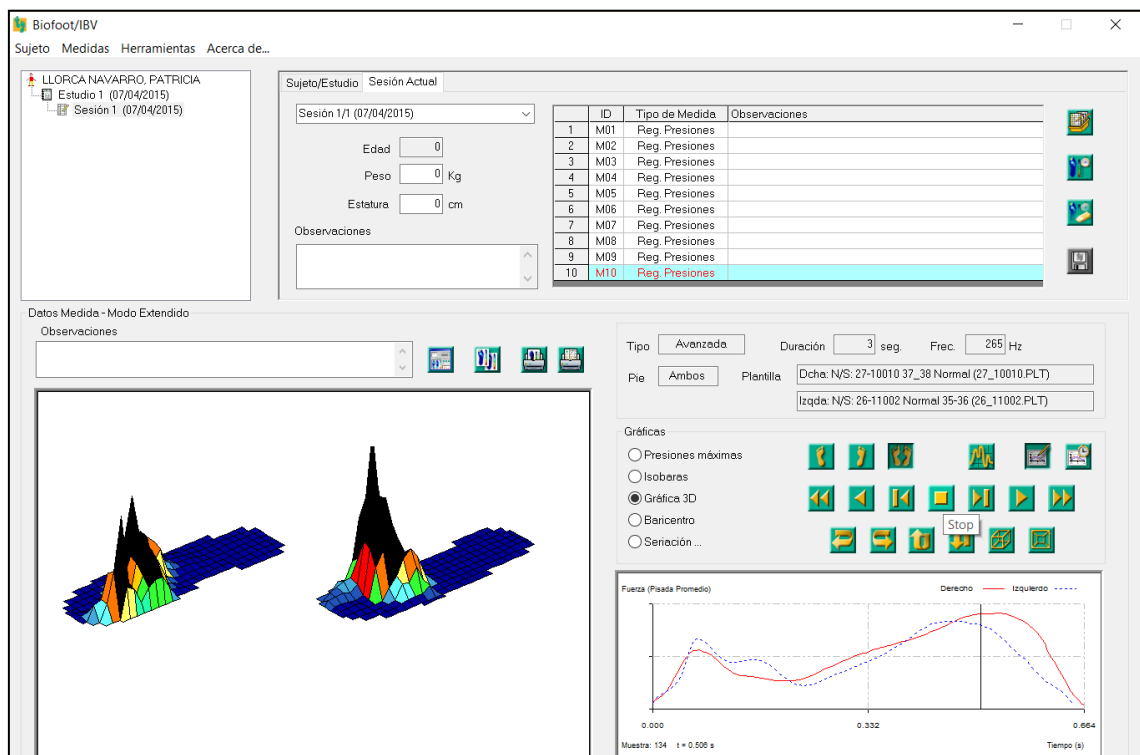 Biofoot/IBV
Sujeto Medidas Herramientas Acerca de...
LLORCA NAVARRO, PATRICIA
Estudio 1 (07/04/2015)
Sesión 1 (07/04/2015)
Sujeto/Estudio Sesión Actual
Sesión 1/1 (07/04/2015)
Edad 0
Peso 0 Kg
Estatura 0 cm
Observaciones
ID Tipo de Medida Observaciones
1 M01 Reg. Presiones
2 M02 Reg. Presiones
3 M03 Reg. Presiones
4 M04 Reg. Presiones
5 M05 Reg. Presiones
6 M06 Reg. Presiones
7 M07 Reg. Presiones
8 M08 Reg. Presiones
9 M09 Reg. Presiones
10 M10 Reg. Presiones
Datos Medida - Modo Extendido
Observaciones
Tipo Avanzada Duración 3 seg. Frec. 265 Hz
Pie Ambos Plantilla Dcha: N/S: 27-10010 37_38 Normal (27_10010.PLT)
Izqda: N/S: 26-11002 Normal 35-36 (26_11002.PLT)
Gráficas
Presiones máximas
Isobaras
Gráfica 3D
Baricentro
Seriación ...
Stop
Fuerza (Pisada Promedio) Derecho Izquierdo
0.000 0.332 0.664
Muestra: 134 t = 0.506 s Tiempo (s)